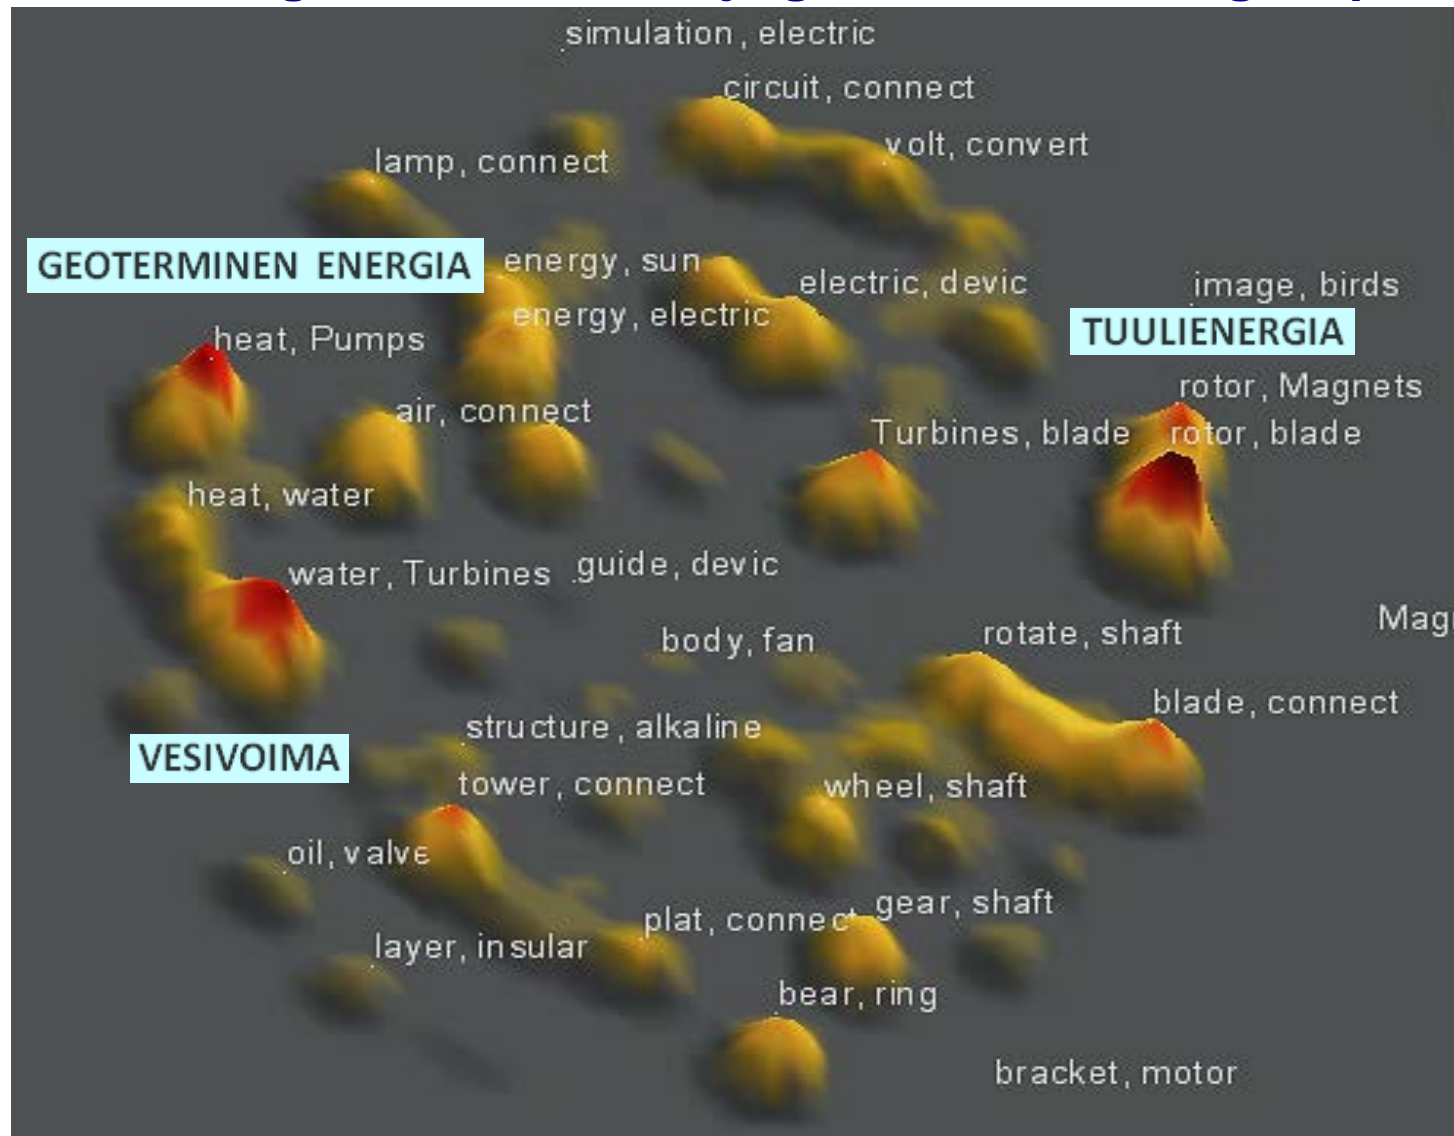 simulation, electric
circuit, connect
volt, convert
lamp, connect
GEOTERMINEN ENERGIA
energy, sun
electric, devic
image, birds
energy, electric
TUULIENERGIA
heat, Pumps
rotor, Magnets
air, connect
Turbines, blade
rotor, blade
heat, water
water, Turbines
guide, devic
Mag
body, fan
rotate, shaft
blade, connect
structure, alkaline
VESIVOIMA
tower, connect
wheel, shaft
oil, valve
gear, shaft
plat, connect
layer, insular
bear, ring
bracket, motor